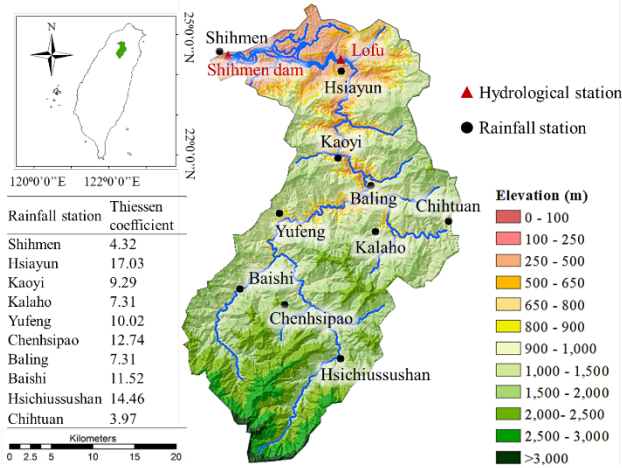 N
25°0'0"N
22°0'0"N
120°0'0"E
122°0'0"E
Shihmen
Shihmen dam
Lofu
Hsiayun
Kaoyi
Baling
Chihtuan
Yufeng
Kalaho
Baishi
Chenhsipao
Hsichiussushan
Hydrological station
Rainfall station
Elevation (m)
0 - 100
100 - 250
250 - 500
500 - 650
650 - 800
800 - 900
900 - 1,000
1,000 - 1,500
1,500 - 2,000
2,000- 2,500
2,500 - 3,000
>3,000
Rainfall station Thiessen coefficient
Shihmen 4.32
Hsiayun 17.03
Kaoyi 9.29
Kalaho 7.31
Yufeng 10.02
Chenhsipao 12.74
Baling 7.31
Baishi 11.52
Hsichiussushan 14.46
Chihtuan 3.97
Kilometers
0 2.5 5 10 15 20